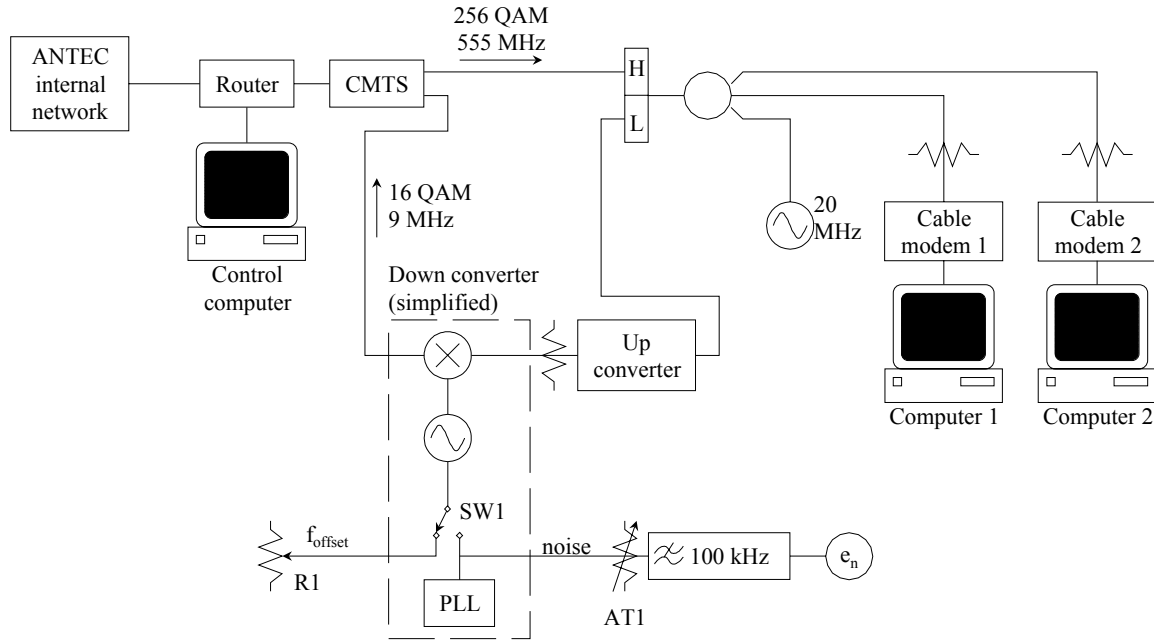 256 QAM
555 MHz
ANTEC
internal
network
Router
CMTS
H
L
16 QAM
9 MHz
20
MHz
Cable
modem 1
Cable
modem 2
Control
computer
Down converter
(simplified)
Up
converter
Computer 1
Computer 2
SW1
f_offset
R1
noise
100 kHz
e_n
PLL
AT1